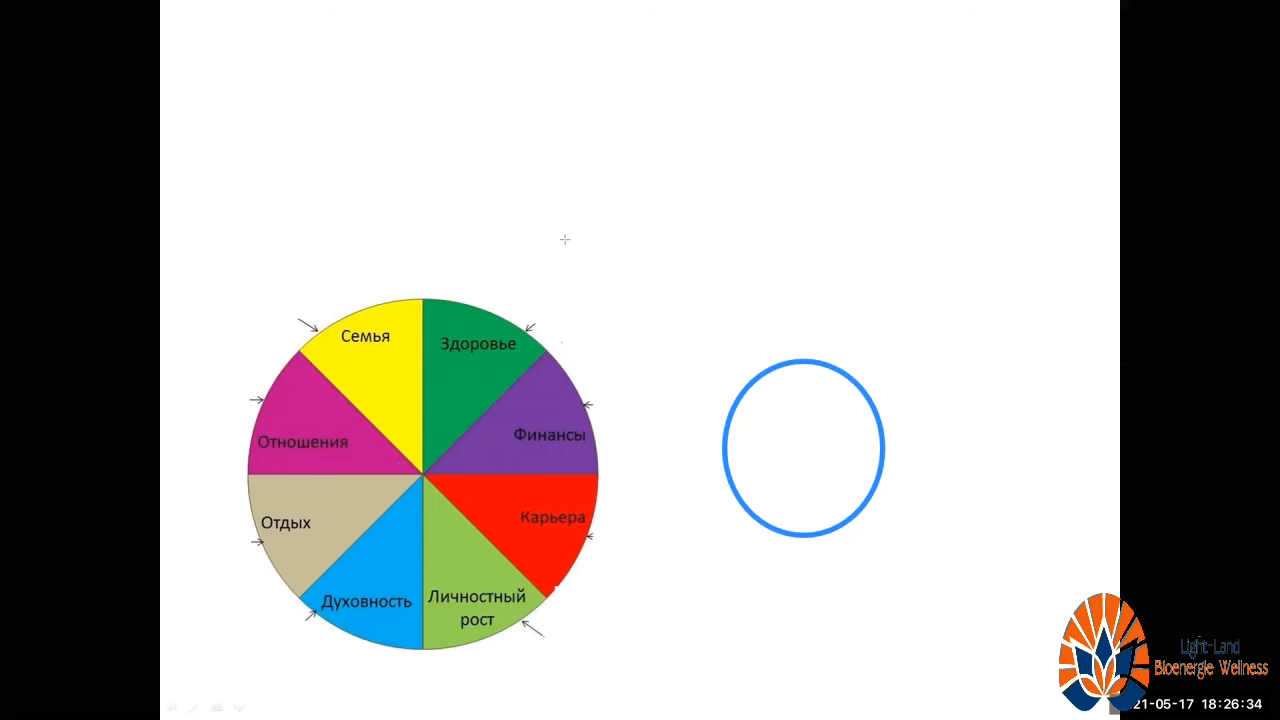 Семья
Здоровье
Отношения
Финансы
Отдых
Карьера
Духовность
Личностный
рост
Light-Land
Bioenergie Wellness
21-05-17 18:26:34